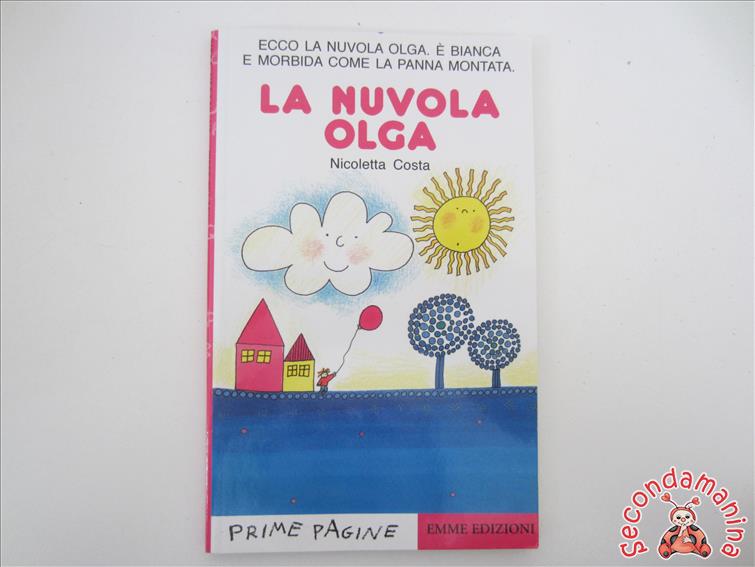 ECCO LA NUVOLA OLGA. È BIANCA
E MORBIDA COME LA PANNA MONTATA.
LA NUVOLA
OLGA
Nicoletta Costa
PRIME PAGINE
EMME EDIZIONI
secondamanina